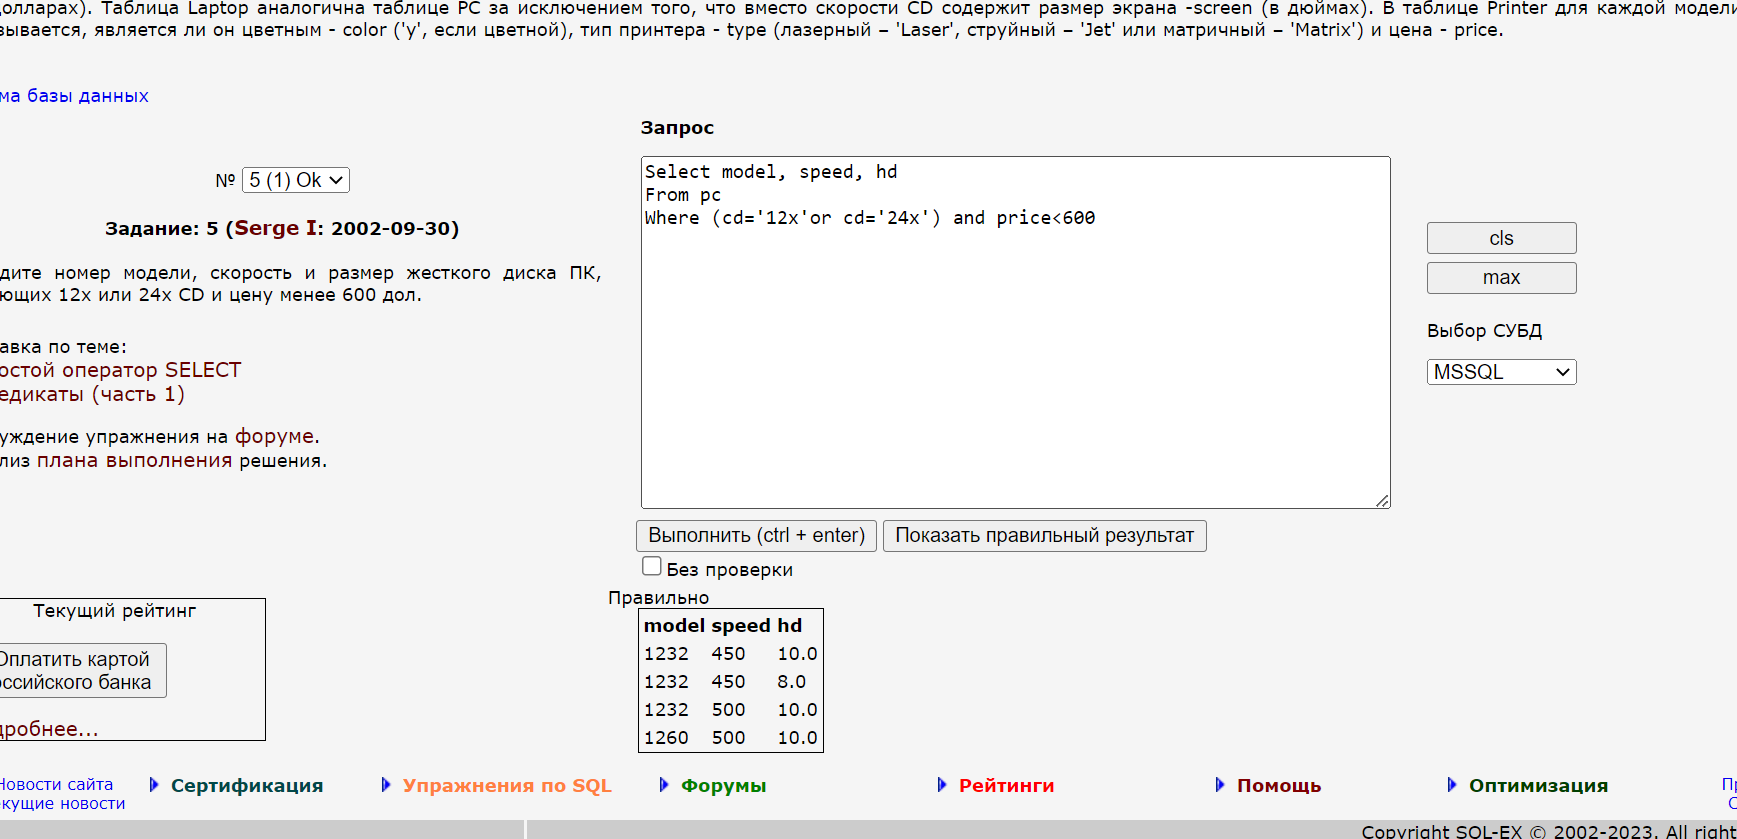 долларах). Таблица Laptop аналогична таблице PC за исключением того, что вместо скорости CD содержит размер экрана -screen (в дюймах). В таблице Printer для каждой модели
зывается, является ли он цветным - color ('y', если цветной), тип принтера - type (лазерный – 'Laser', струйный – 'Jet' или матричный – 'Matrix') и цена - price.
ма базы данных
Запрос
№ 5 (1) Ok
Задание: 5 (Serge I: 2002-09-30)
дите номер модели, скорость и размер жесткого диска ПК,
ющих 12x или 24x CD и цену менее 600 дол.
авка по теме:
остой оператор SELECT
едикаты (часть 1)
уждение упражнения на форуме.
лиз плана выполнения решения.
Select model, speed, hd
From pc
Where (cd='12x'or cd='24x') and price<600
cls
max
Выбор СУБД
MSSQL
Выполнить (ctrl + enter) Показать правильный результат
Без проверки
Правильно
model speed hd
1232 450 10.0
1232 450 8.0
1232 500 10.0
1260 500 10.0
Текущий рейтинг
Оплатить картой
оссийского банка
дробнее...
Новости сайта
екущие новости
Сертификация Упражнения по SQL Форумы Рейтинги Помощь Оптимизация
Copyright SQL-EX © 2002-2023. All right